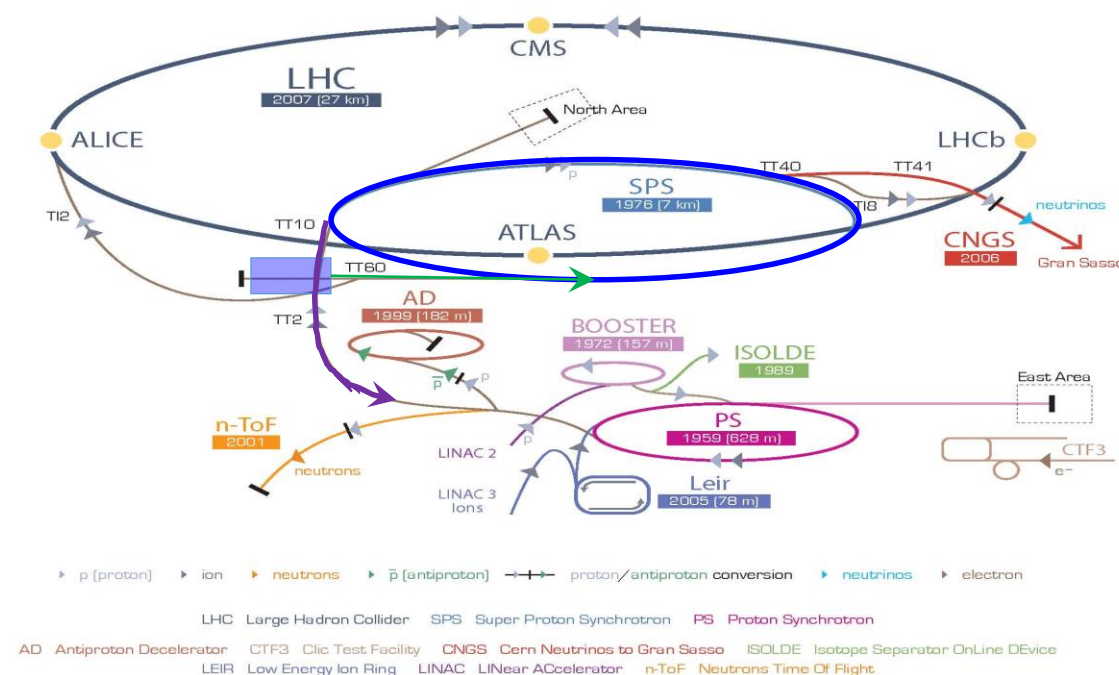 CMS
LHC
2007 (27 km)
North Area
ALICE
LHCb
TT40
TT41
SPS
1976 (7 km)
p
TI8
TI2
TT10
ATLAS
neutrinos
CNGS
2006
Gran Sasso
TT60
TT2
AD
1999 (182 m)
BOOSTER
1972 (157 m)
ISOLDE
1989
East Area
p̅
p
n-ToF
2001
neutrons
LINAC 2
p
PS
1959 (628 m)
CTF3
e–
LINAC 3
Ions
Leir
2005 (78 m)
p (proton) ion neutrons p̅ (antiproton) proton/antiproton conversion neutrinos electron
LHC Large Hadron Collider SPS Super Proton Synchrotron PS Proton Synchrotron
AD Antiproton Decelerator CTF3 Clic Test Facility CNGS Cern Neutrinos to Gran Sasso ISOLDE Isotope Separator OnLine DEvice
LEIR Low Energy Ion Ring LINAC LINear ACcelerator n-ToF Neutrons Time Of Flight